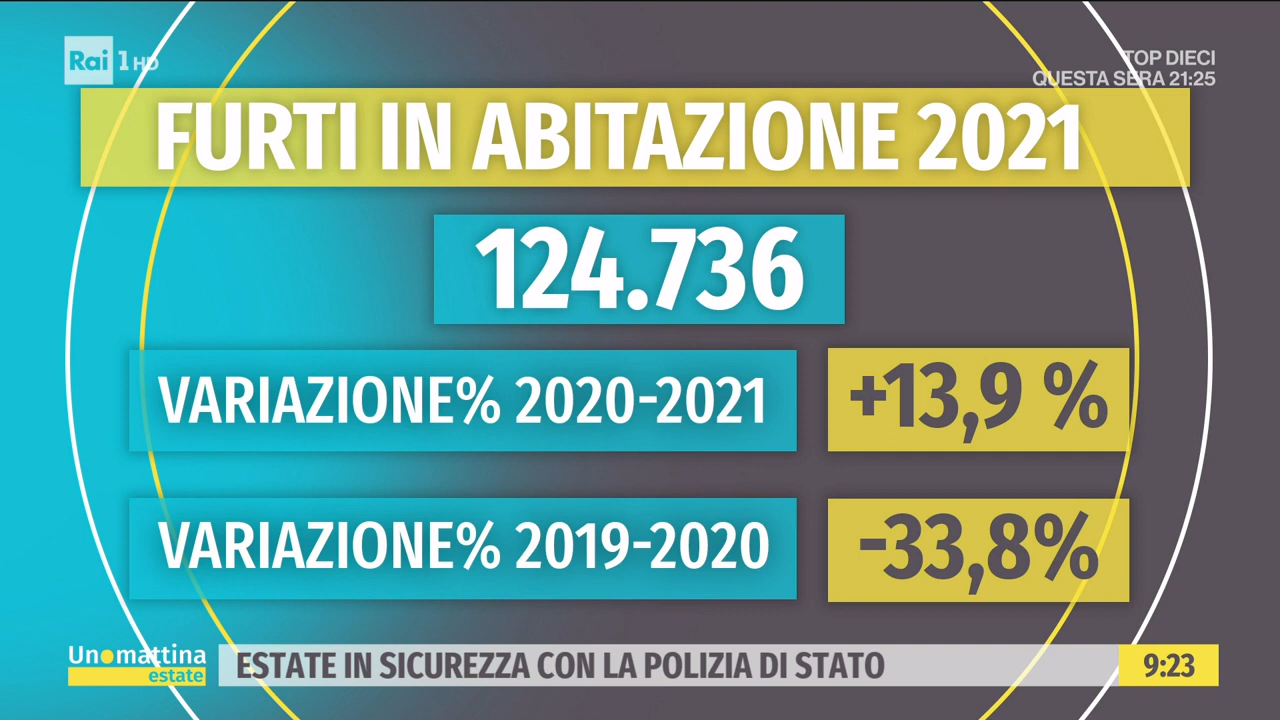 Rai 1 HD
TOP DIECI
QUESTA SERA 21:25
FURTI IN ABITAZIONE 2021
124.736
VARIAZIONE% 2020-2021
+13,9 %
VARIAZIONE% 2019-2020
-33,8%
Unomattina
estate
ESTATE IN SICUREZZA CON LA POLIZIA DI STATO
9:23